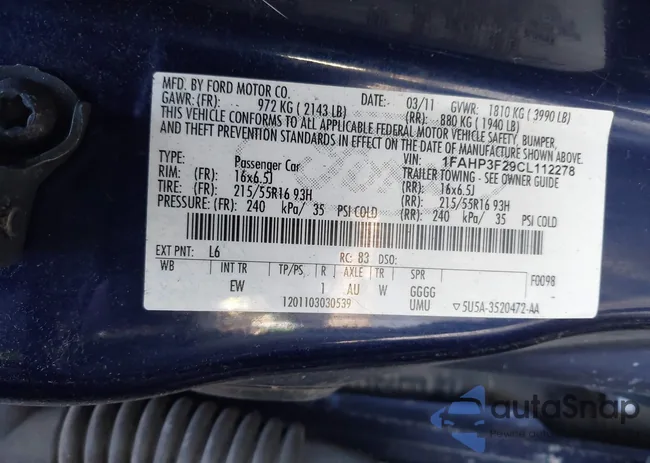 MFD. BY FORD MOTOR CO. DATE: 03/11 GVWR: 1810 KG ( 3990 LB)
GAWR: (FR) 972 KG ( 2143 LB) (RR): 880 KG ( 1940 LB)
THIS VEHICLE CONFORMS TO ALL APPLICABLE FEDERAL MOTOR VEHICLE SAFETY, BUMPER,
AND THEFT PREVENTION STANDARDS IN EFFECT ON THE DATE OF MANUFACTURE SHOWN ABOVE.
VIN: 1FAHP3F29CL112278
TYPE: Passenger Car TRAILER TOWING - SEE OWNER GUIDE
RIM: (FR) 16x6.5J (RR) 16x6.5J
TIRE: (FR) 215/55R16 93H (RR) 215/55R16 93H
PRESSURE: (FR) 240 kPa/ 35 PSI COLD (RR) 240 kPa/ 35 PSI COLD
EXT PNT: L6 RC: 83 DSO:
WB INT TR TP/PS R AXLE TR SPR F0098
EW 1 AU W GGGG
1201103030539 UMU ▽5U5A-3520472-AA
autoSnap